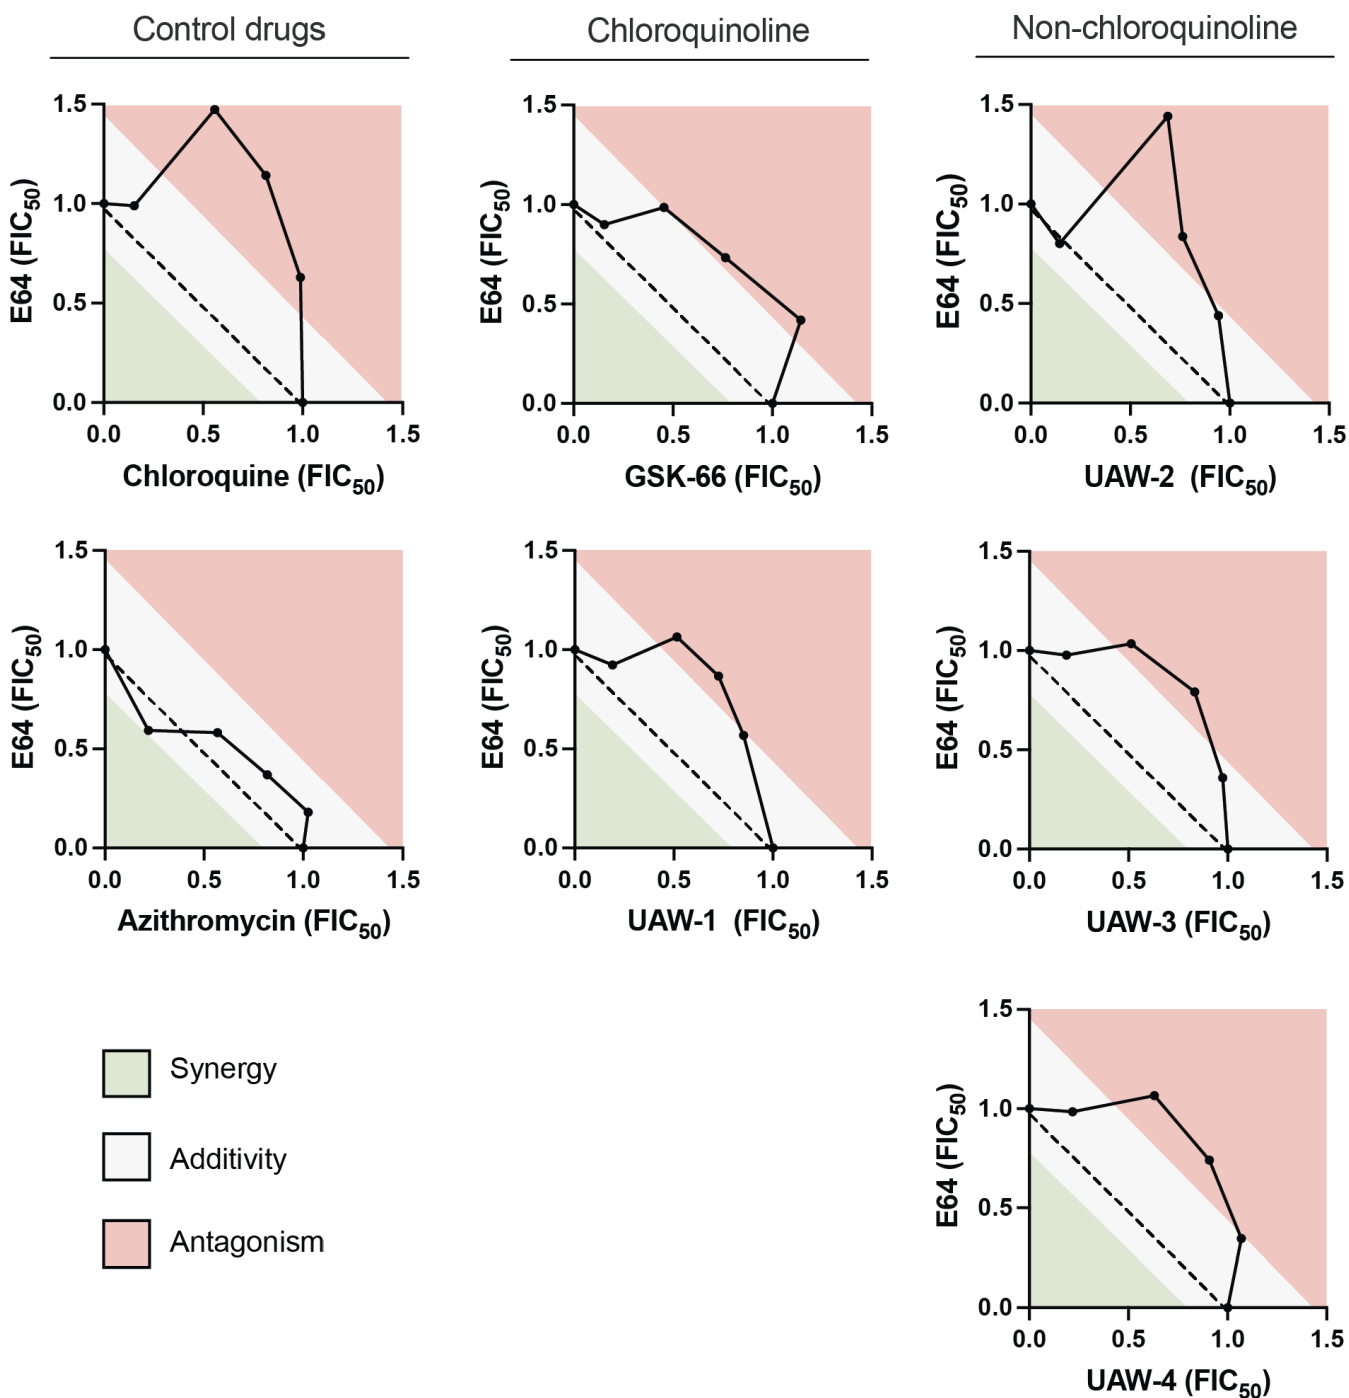 Control drugs
Chloroquinoline
Non-chloroquinoline
1.5
1.0
0.5
0.0
0.0 0.5 1.0 1.5
E64 (FIC50)
Chloroquine (FIC50)
1.5
1.0
0.5
0.0
0.0 0.5 1.0 1.5
E64 (FIC50)
GSK-66 (FIC50)
1.5
1.0
0.5
0.0
0.0 0.5 1.0 1.5
E64 (FIC50)
UAW-2 (FIC50)
1.5
1.0
0.5
0.0
0.0 0.5 1.0 1.5
E64 (FIC50)
Azithromycin (FIC50)
1.5
1.0
0.5
0.0
0.0 0.5 1.0 1.5
E64 (FIC50)
UAW-1 (FIC50)
1.5
1.0
0.5
0.0
0.0 0.5 1.0 1.5
E64 (FIC50)
UAW-3 (FIC50)
Synergy
Additivity
Antagonism
1.5
1.0
0.5
0.0
0.0 0.5 1.0 1.5
E64 (FIC50)
UAW-4 (FIC50)